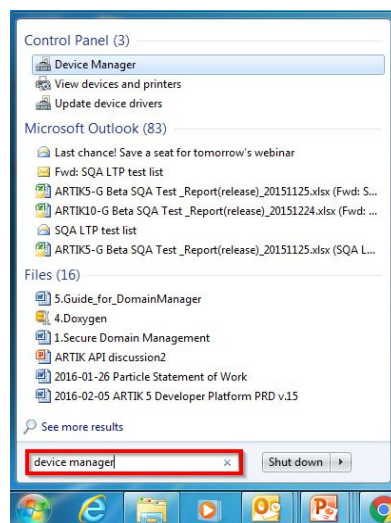 Control Panel (3)
Device Manager
View devices and printers
Update device drivers
Microsoft Outlook (83)
Last chance! Save a seat for tomorrow's webinar
Fwd: SQA LTP test list
ARTIK5-G Beta SQA Test _Report(release)_20151125.xlsx (Fwd: S...
ARTIK10-G Beta SQA Test _Report(release)_20151224.xlsx (Fwd: ...
SQA LTP test list
ARTIK5-G Beta SQA Test _Report(release)_20151125.xlsx (SQA L...
Files (16)
5.Guide_for_DomainManager
4.Doxygen
1.Secure Domain Management
ARTIK API discussion2
2016-01-26 Particle Statement of Work
2016-02-05 ARTIK 5 Developer Platform PRD v.15
See more results
device manager
Shut down